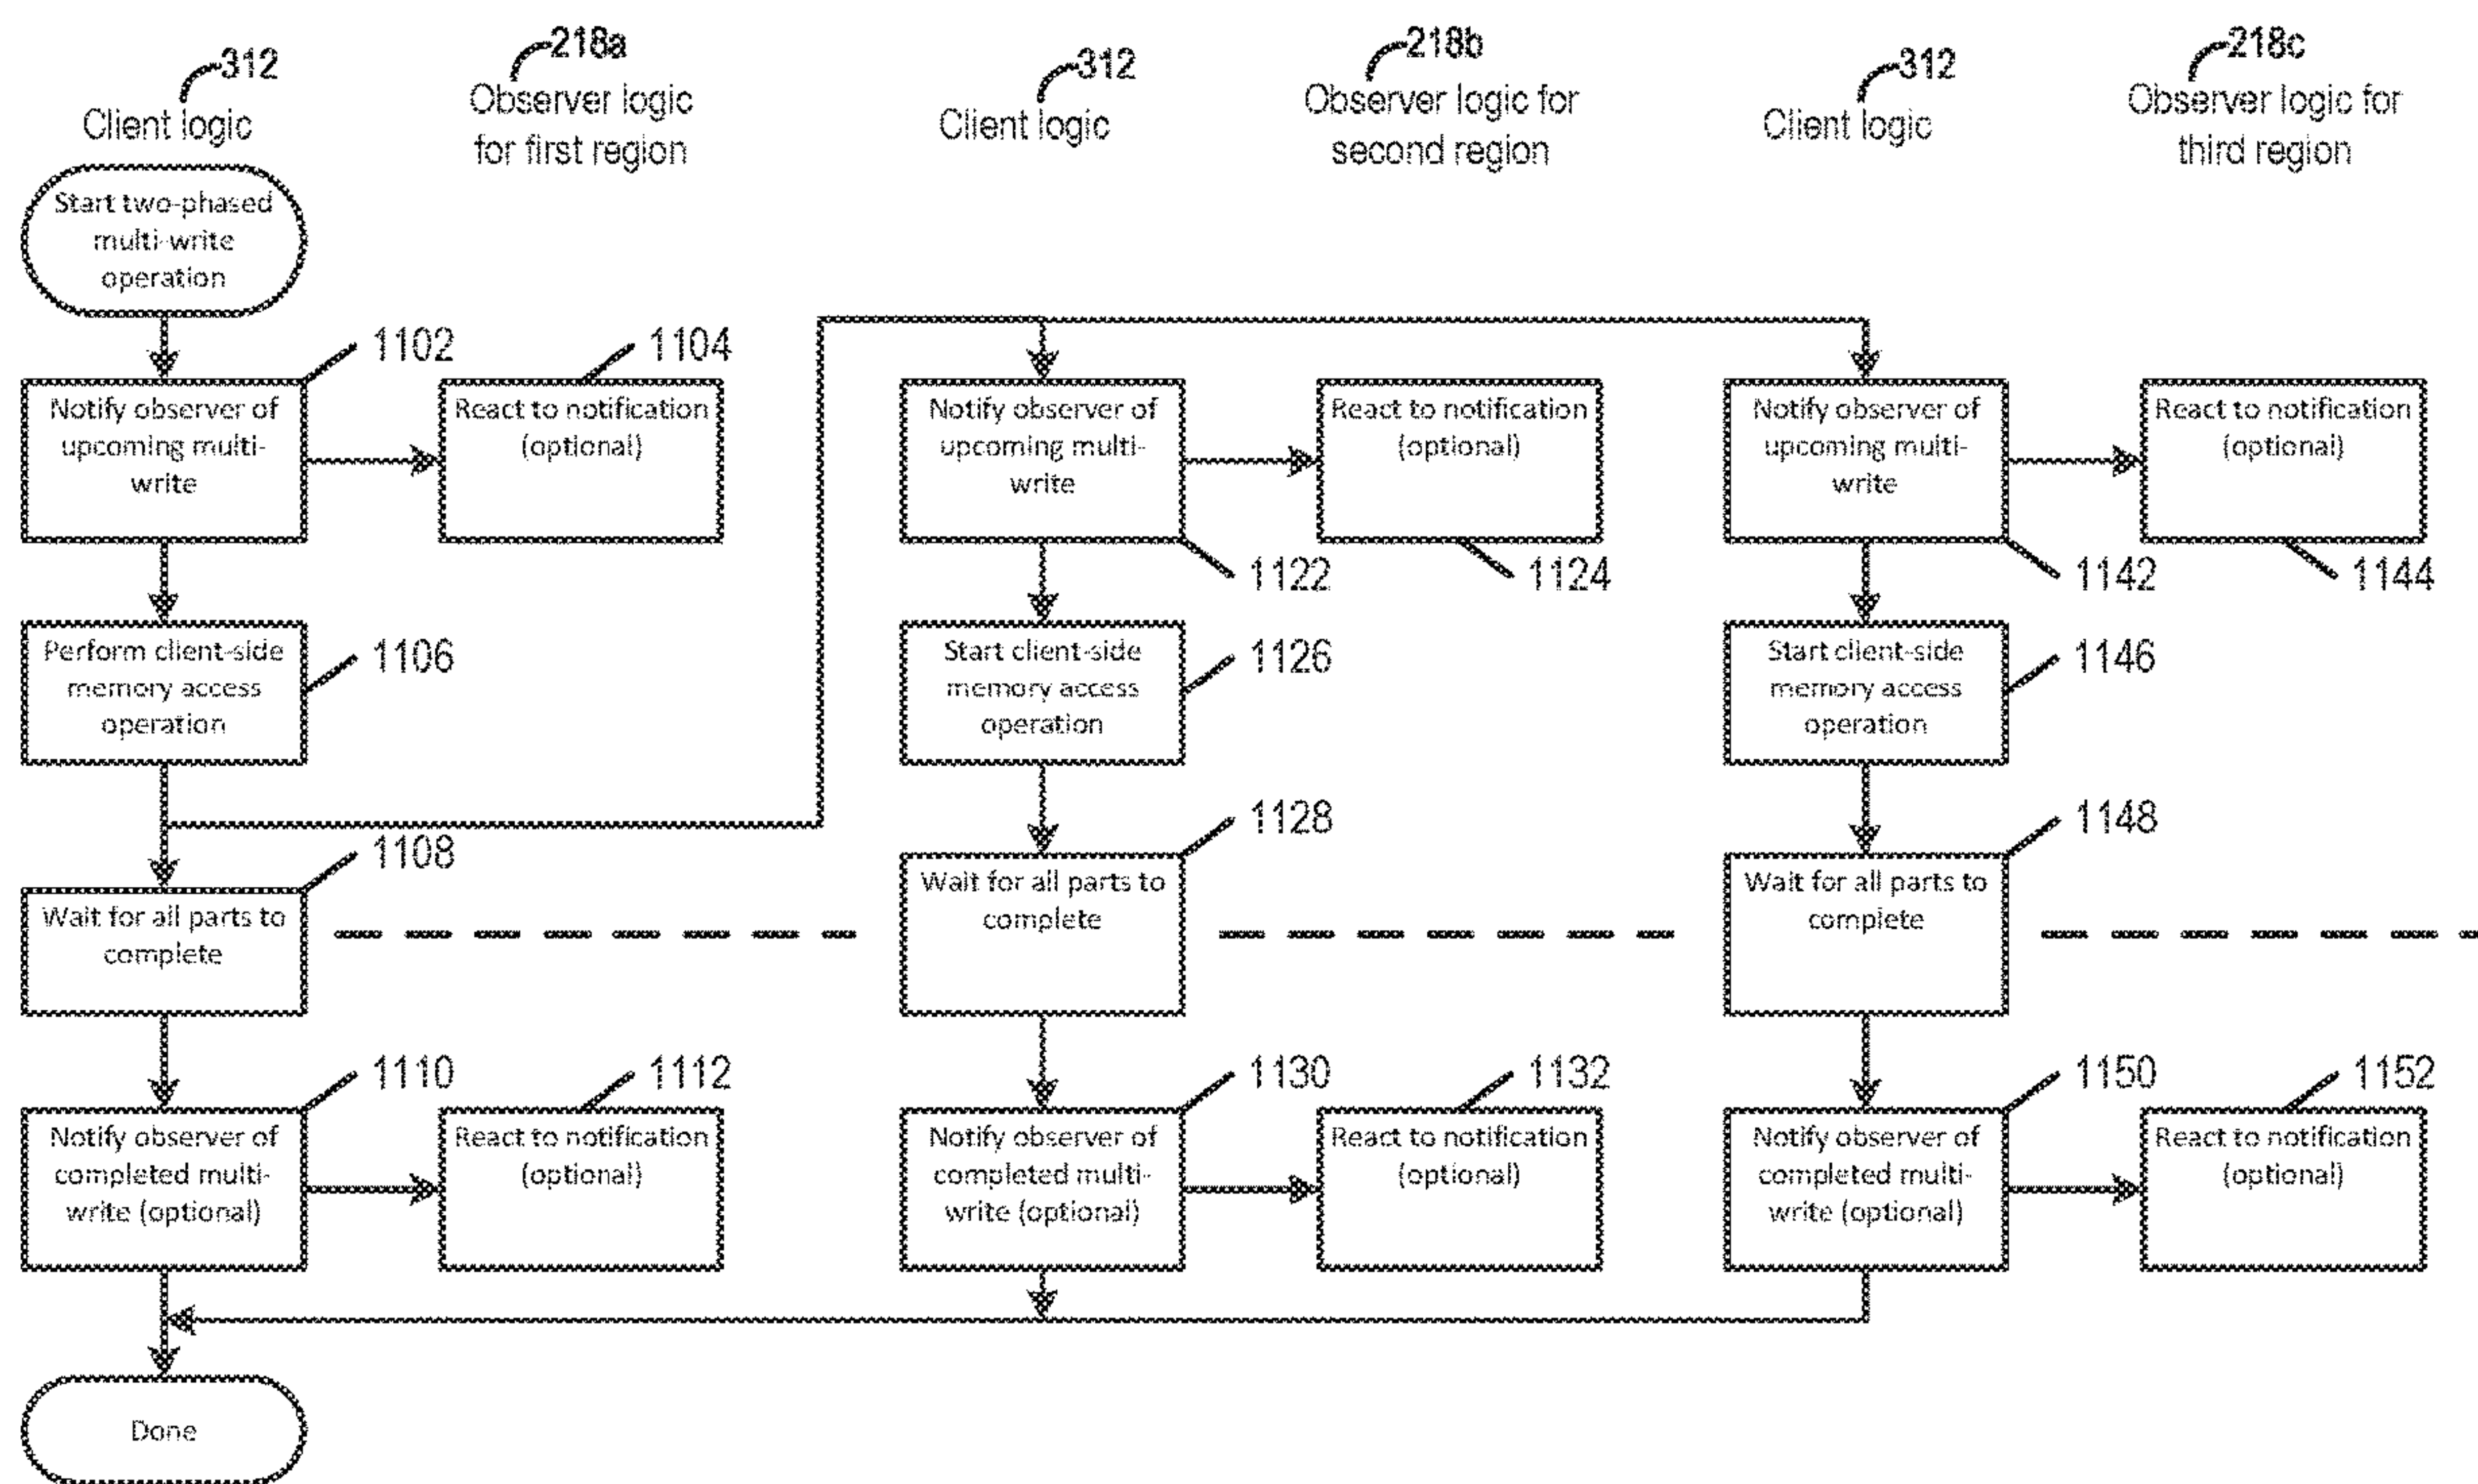 312
Client logic
218a
Observer logic
for first region
312
Client logic
218b
Observer logic for
second region
312
Client logic
218c
Observer logic for
third region
Start two-phased
multi-write
operation
1102
Notify observer of
upcoming multi-
write
1104
React to notification
(optional)
Notify observer of
upcoming multi-
write
1122
React to notification
(optional)
1124
Notify observer of
upcoming multi-
write
1142
React to notification
(optional)
1144
Perform client-side
memory access
operation
1106
Start client-side
memory access
operation
1126
Start client-side
memory access
operation
1146
1108
Wait for all parts to
complete
1128
Wait for all parts to
complete
1148
Wait for all parts to
complete
1110
Notify observer of
completed multi-
write (optional)
1112
React to notification
(optional)
1130
Notify observer of
completed multi-
write (optional)
1132
React to notification
(optional)
1150
Notify observer of
completed multi-
write (optional)
1152
React to notification
(optional)
Done